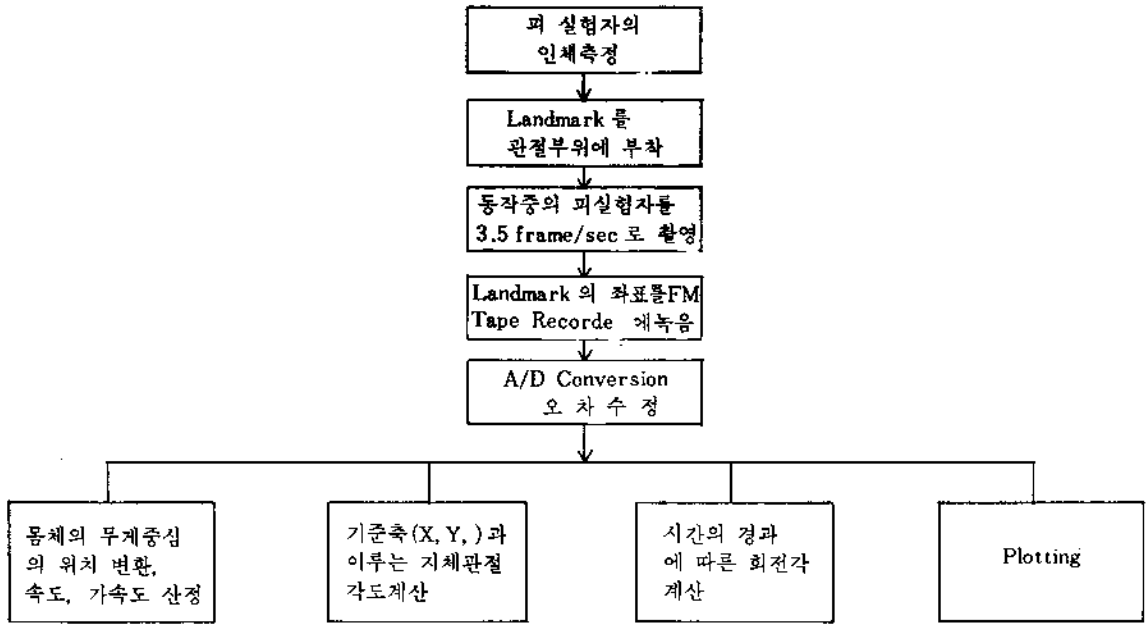 피 실험자의
인체측정
Landmark 를
관절부위에 부착
동작중의 피실험자를
3.5 frame/sec 로 촬영
Landmark 의 좌표를FM
Tape Recorde 에녹음
A/D Conversion
오 차 수 정
몸체의 무게중심
의 위치 변환,
속도, 가속도 산정
기준축(X, Y, )과
이루는 지체관절
각도계산
시간의 경과
에 따른 회전각
계산
Plotting